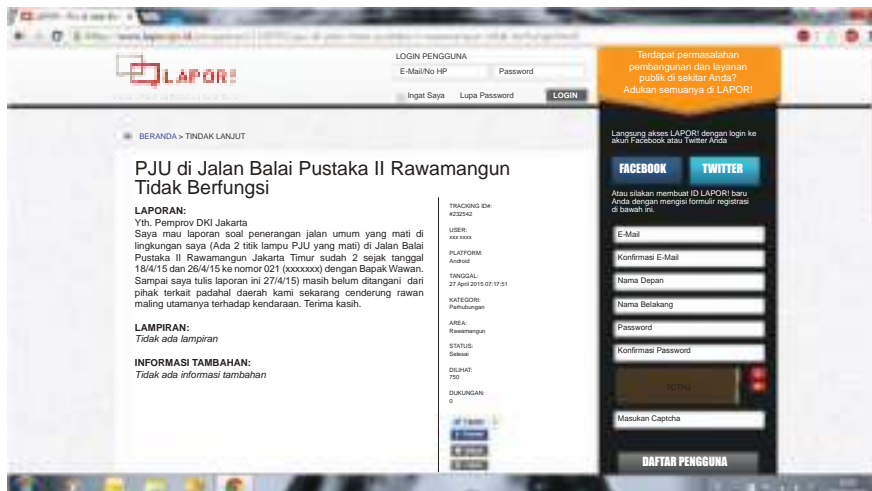 LAPOR!
LOGIN PENGGUNA
E-Mail/No HP
Password
Ingat Saya
Lupa Password
LOGIN
Terdapat permasalahan
pembangunan dan layanan
publik di sekitar Anda?
Adukan semuanya di LAPOR!
BERANDA > TINDAK LANJUT
PJU di Jalan Balai Pustaka II Rawamangun
Tidak Berfungsi
LAPORAN:
Yth. Pemprov DKI Jakarta
Saya mau laporan soal penerangan jalan umum yang mati di
lingkungan saya (Ada 2 titik lampu PJU yang mati) di Jalan Balai
Pustaka II Rawamangun Jakarta Timur sudah 2 sejak tanggal
18/4/15 dan 26/4/15 ke nomor 021 (xxxxxxx) dengan Bapak Wawan.
Sampai saya tulis laporan ini 27/4/15) masih belum ditangani dari
pihak terkait padahal daerah kami sekarang cenderung rawan
maling utamanya terhadap kendaraan. Terima kasih.
LAMPIRAN:
Tidak ada lampiran
INFORMASI TAMBAHAN:
Tidak ada informasi tambahan
TRACKING ID#:
#232542
USER:
xxx xxxx
PLATFORM:
Android
TANGGAL:
27 April 2015 07:17:51
KATEGORI:
Perhubungan
AREA:
Rawamangun
STATUS:
Selesai
DILIHAT:
750
DUKUNGAN:
0
Langsung akses LAPOR! dengan login ke
akun Facebook atau Twitter Anda
FACEBOOK
TWITTER
Atau silakan membuat ID LAPOR! baru
Anda dengan mengisi formulir registrasi
di bawah ini.
E-Mail
Konfirmasi E-Mail
Nama Depan
Nama Belakang
Password
Konfirmasi Password
Masukan Captcha
DAFTAR PENGGUNA